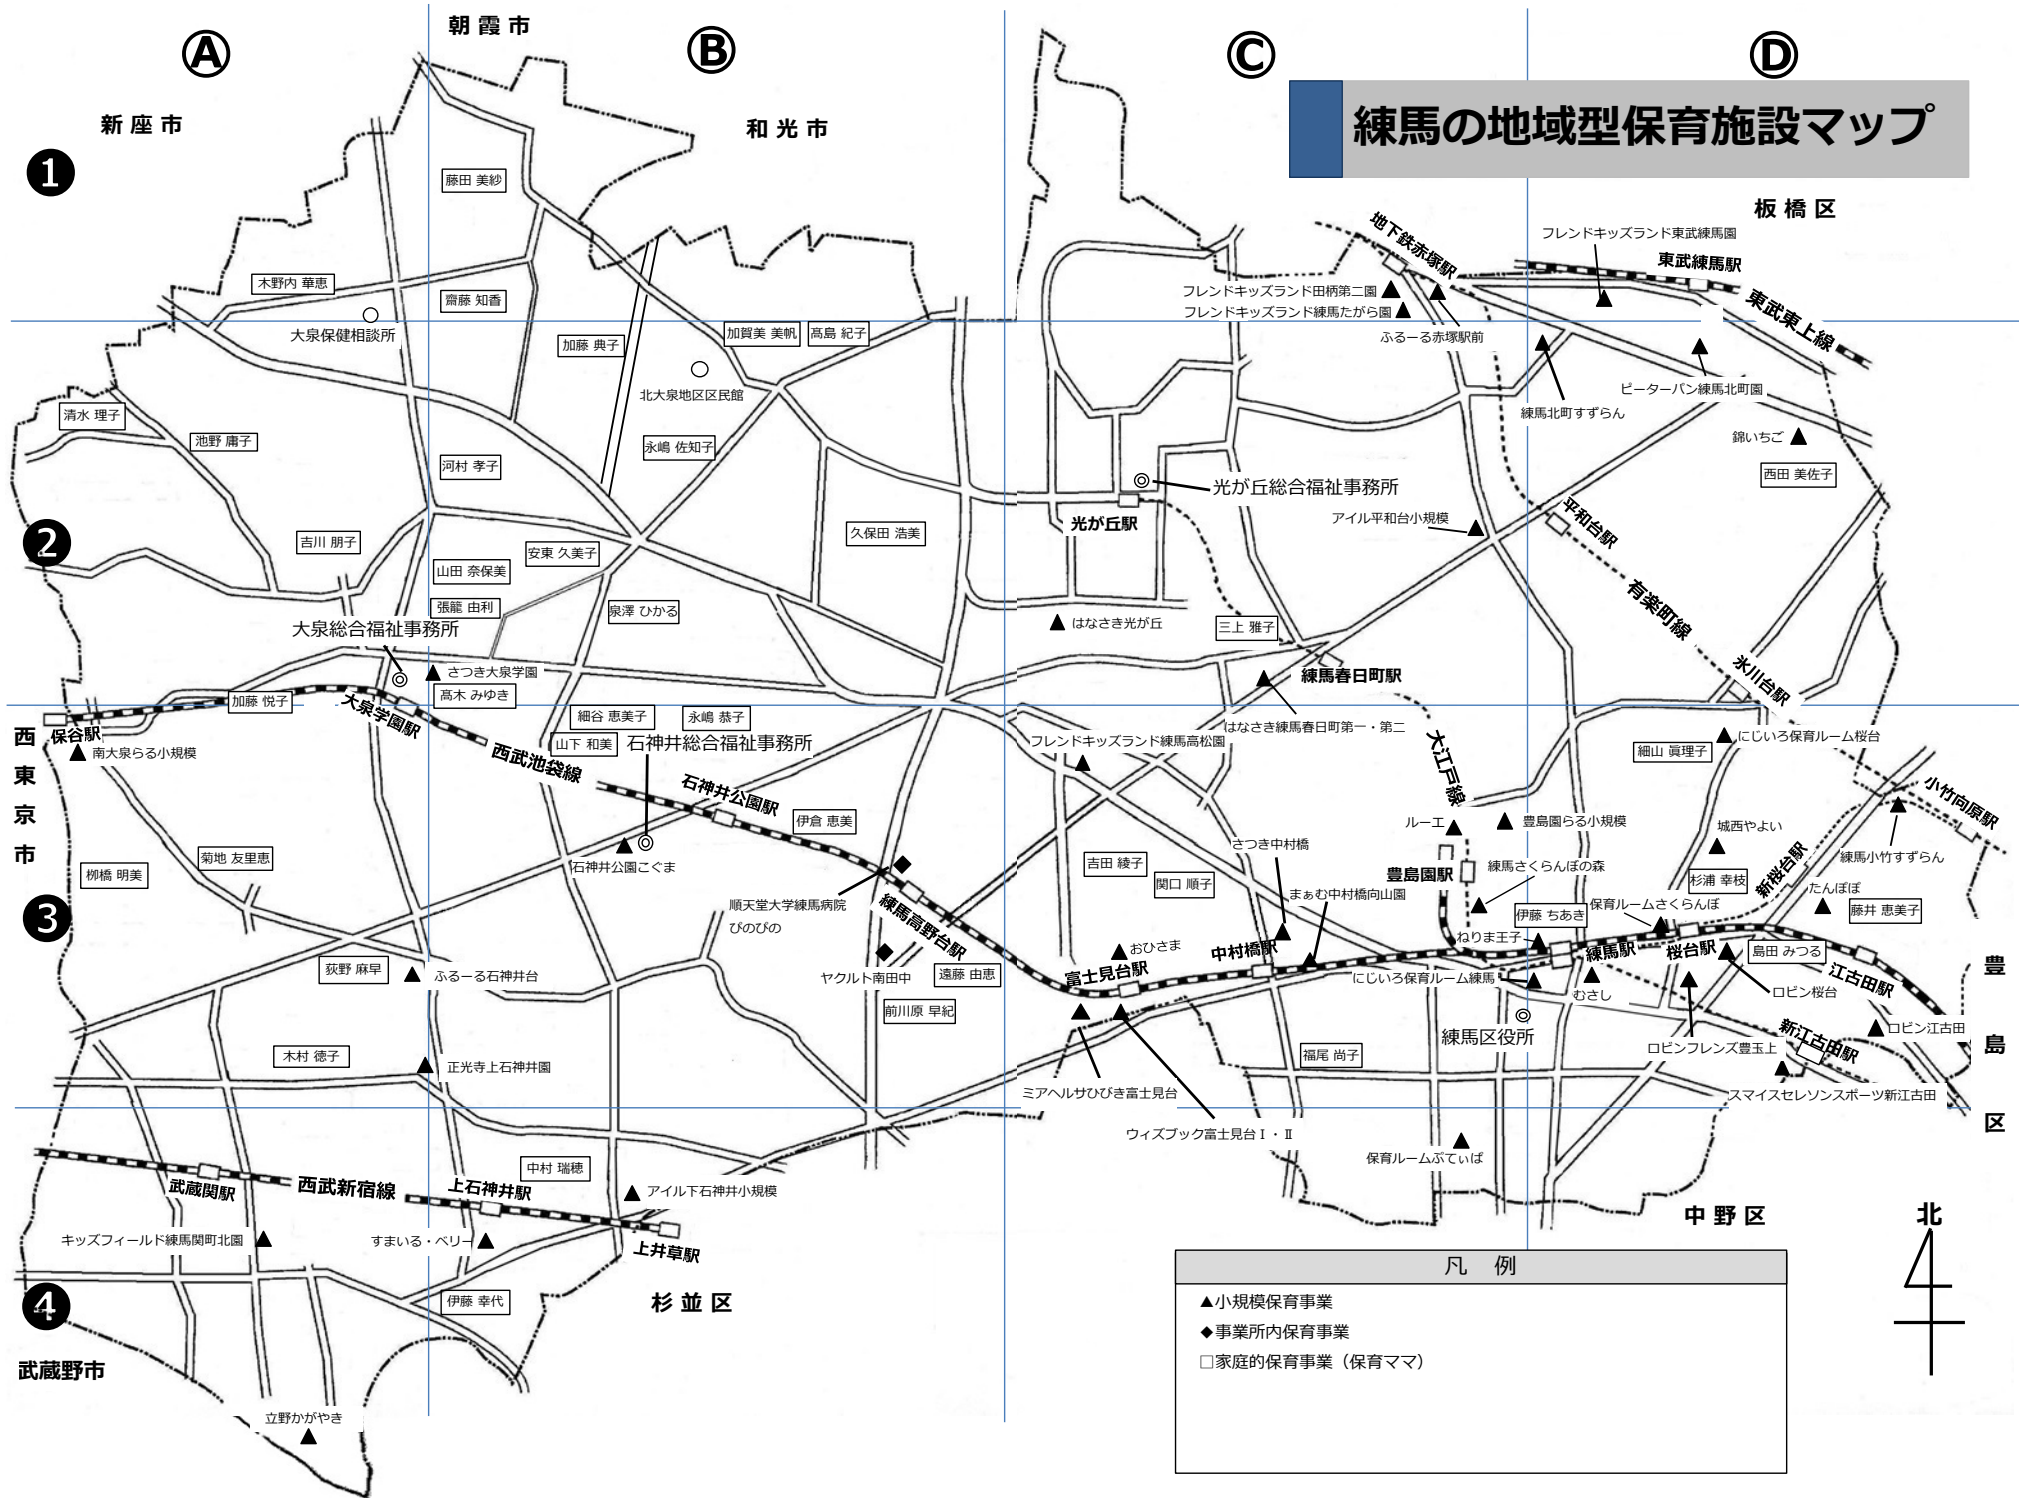 Ⓐ
Ⓑ
Ⓒ
Ⓓ
朝霞市
新座市
和光市
練馬の地域型保育施設マップ
❶
藤田 美紗
板橋区
地下鉄赤塚駅
フレンドキッズランド東武練馬園
東武練馬駅
木野内 華恵
齋藤 知香
フレンドキッズランド田柄第二園
フレンドキッズランド練馬たがら園
東武東上線
大泉保健相談所
加藤 典子
加賀美 美帆
髙島 紀子
ふるーる赤塚駅前
北大泉地区区民館
ピーターパン練馬北町園
清水 理子
池野 庸子
練馬北町すずらん
錦いちご
永嶋 佐知子
河村 孝子
西田 美佐子
光が丘総合福祉事務所
❷
吉川 朋子
安東 久美子
久保田 浩美
光が丘駅
アイル平和台小規模
平和台駅
山田 奈保美
張籠 由利
泉澤 ひかる
有楽町線
大泉総合福祉事務所
はなさき光が丘
三上 雅子
さつき大泉学園
髙木 みゆき
練馬春日町駅
氷川台駅
加藤 悦子
大泉学園駅
細谷 恵美子
永嶋 恭子
はなさき練馬春日町第一・第二
西東京市
保谷駅
南大泉らる小規模
山下 和美
石神井総合福祉事務所
フレンドキッズランド練馬高松園
大江戸線
細山 眞理子
にじいろ保育ルーム桜台
西武池袋線
石神井公園駅
小竹向原駅
伊倉 恵美
ルーエ
豊島園らる小規模
城西やよい
さつき中村橋
菊地 友里恵
石神井公園こぐま
吉田 綾子
豊島園駅
練馬さくらんぼの森
新桜台駅
練馬小竹すずらん
栁橋 明美
関口 順子
杉浦 幸枝
まぁむ中村橋向山園
たんぽぽ
❸
順天堂大学練馬病院
ぴのぴの
練馬高野台駅
伊藤 ちあき
保育ルームさくらんぼ
藤井 恵美子
ねりま王子
おひさま
中村橋駅
練馬駅
桜台駅
島田 みつる
荻野 麻早
ふるーる石神井台
ヤクルト南田中
遠藤 由恵
富士見台駅
にじいろ保育ルーム練馬
むさし
江古田駅
ロビン桜台
豊島区
前川原 早紀
練馬区役所
ロビン江古田
新江古田駅
木村 徳子
正光寺上石神井園
福尾 尚子
ロビンフレンズ豊玉上
ミアヘルサひびき富士見台
スマイスセレソンスポーツ新江古田
ウィズブック富士見台Ⅰ・Ⅱ
保育ルームぷてぃぱ
中村 瑞穂
武蔵関駅
西武新宿線
上石神井駅
アイル下石神井小規模
中野区
北
キッズフィールド練馬関町北園
すまいる・ベリー
上井草駅
凡 例
❹
伊藤 幸代
杉並区
▲小規模保育事業
◆事業所内保育事業
□家庭的保育事業（保育ママ）
武蔵野市
立野かがやき